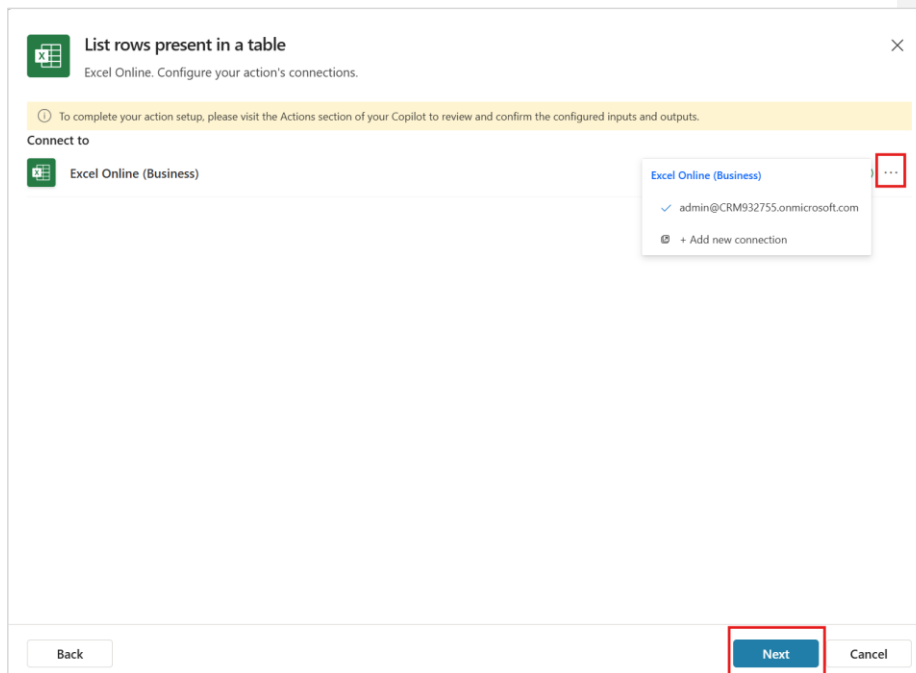 List rows present in a table
Excel Online. Configure your action's connections.
To complete your action setup, please visit the Actions section of your Copilot to review and confirm the configured inputs and outputs.
Connect to
Excel Online (Business)
Excel Online (Business)
admin@CRM932755.onmicrosoft.com
+ Add new connection
Back
Next
Cancel